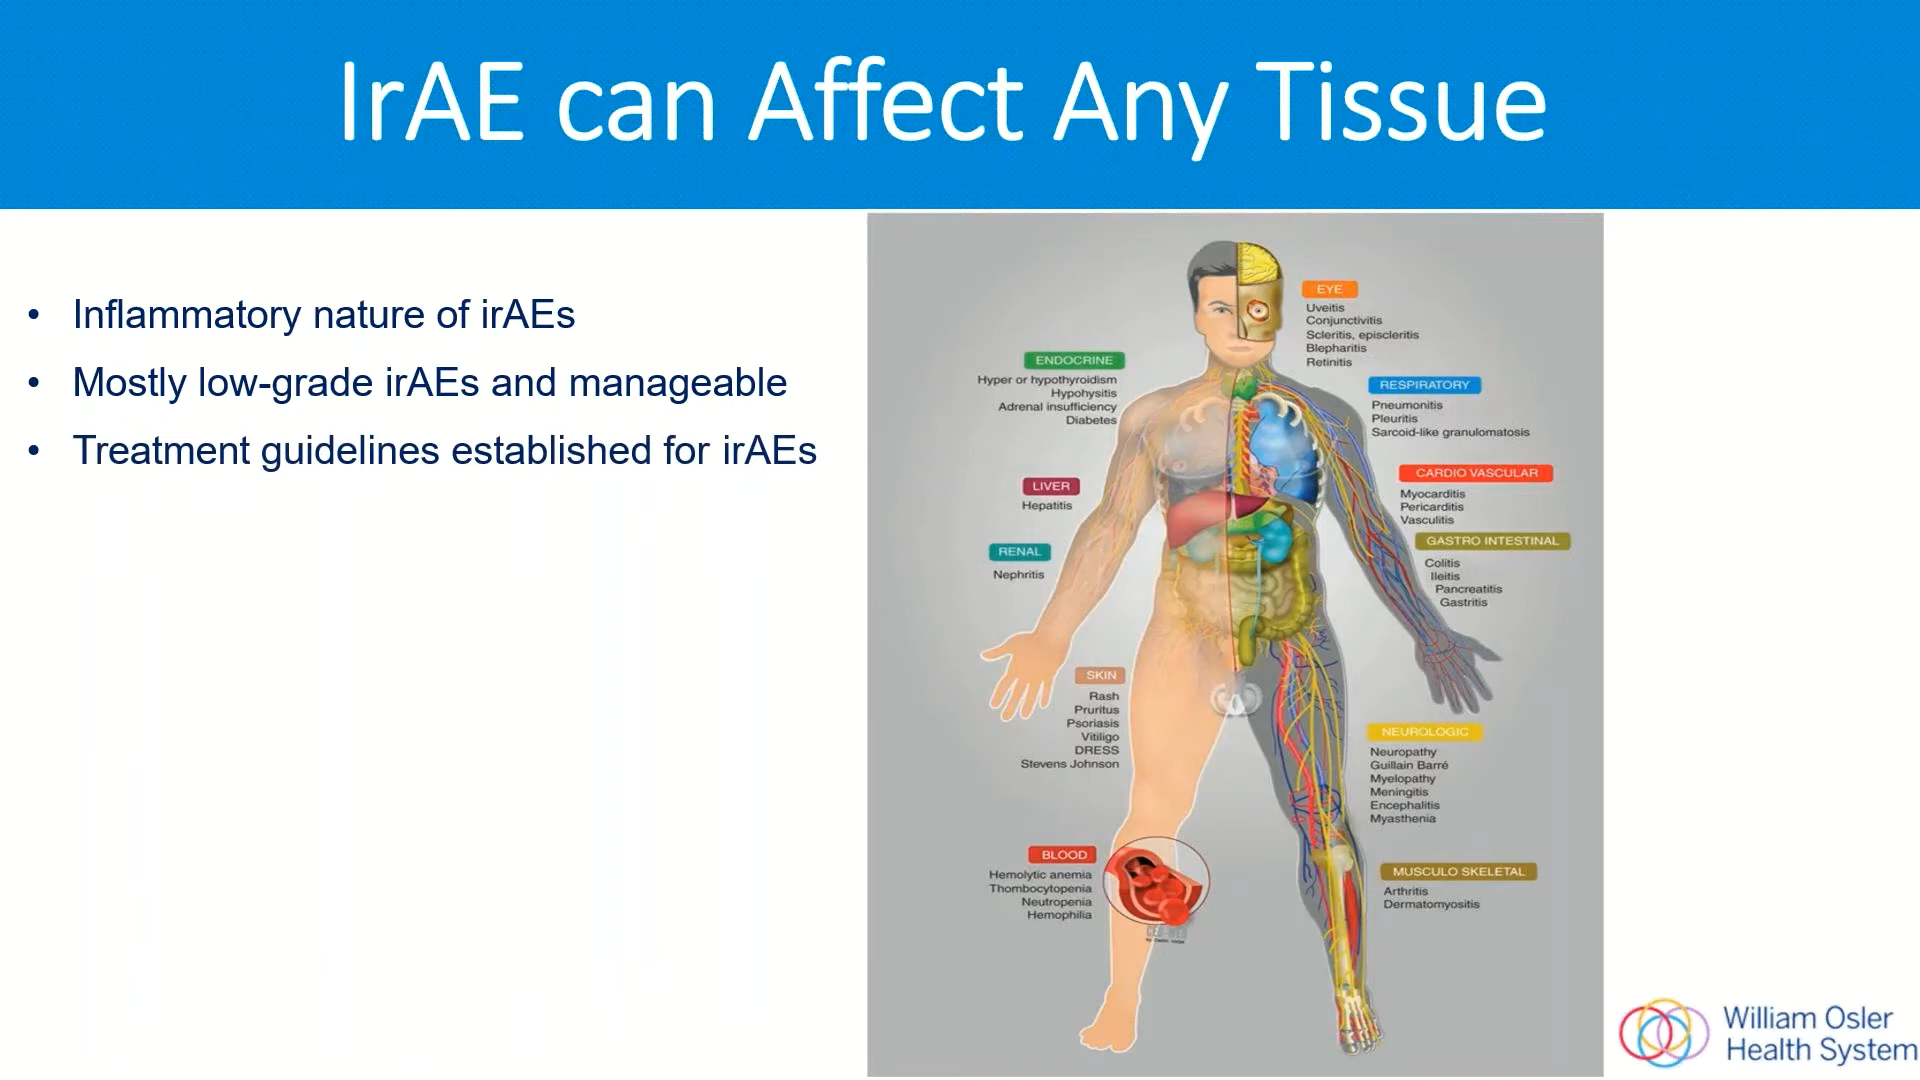 IrAE can Affect Any Tissue
• Inflammatory nature of irAEs
• Mostly low-grade irAEs and manageable
• Treatment guidelines established for irAEs
EYE
Uveitis
Conjunctivitis
Scleritis, episcleritis
Blepharitis
Retinitis
ENDOCRINE
Hyper or hypothyroidism
Hypohysitis
Adrenal insufficiency
Diabetes
RESPIRATORY
Pneumonitis
Pleuritis
Sarcoid-like granulomatosis
LIVER
Hepatitis
CARDIO VASCULAR
Myocarditis
Pericarditis
Vasculitis
RENAL
Nephritis
GASTRO INTESTINAL
Colitis
Ileitis
Pancreatitis
Gastritis
SKIN
Rash
Pruritus
Psoriasis
Vitiligo
DRESS
Stevens Johnson
NEUROLOGIC
Neuropathy
Guillain Barré
Myelopathy
Meningitis
Encephalitis
Myasthenia
BLOOD
Hemolytic anemia
Thombocytopenia
Neutropenia
Hemophilia
MUSCULO SKELETAL
Arthritis
Dermatomyositis
William Osler
Health System